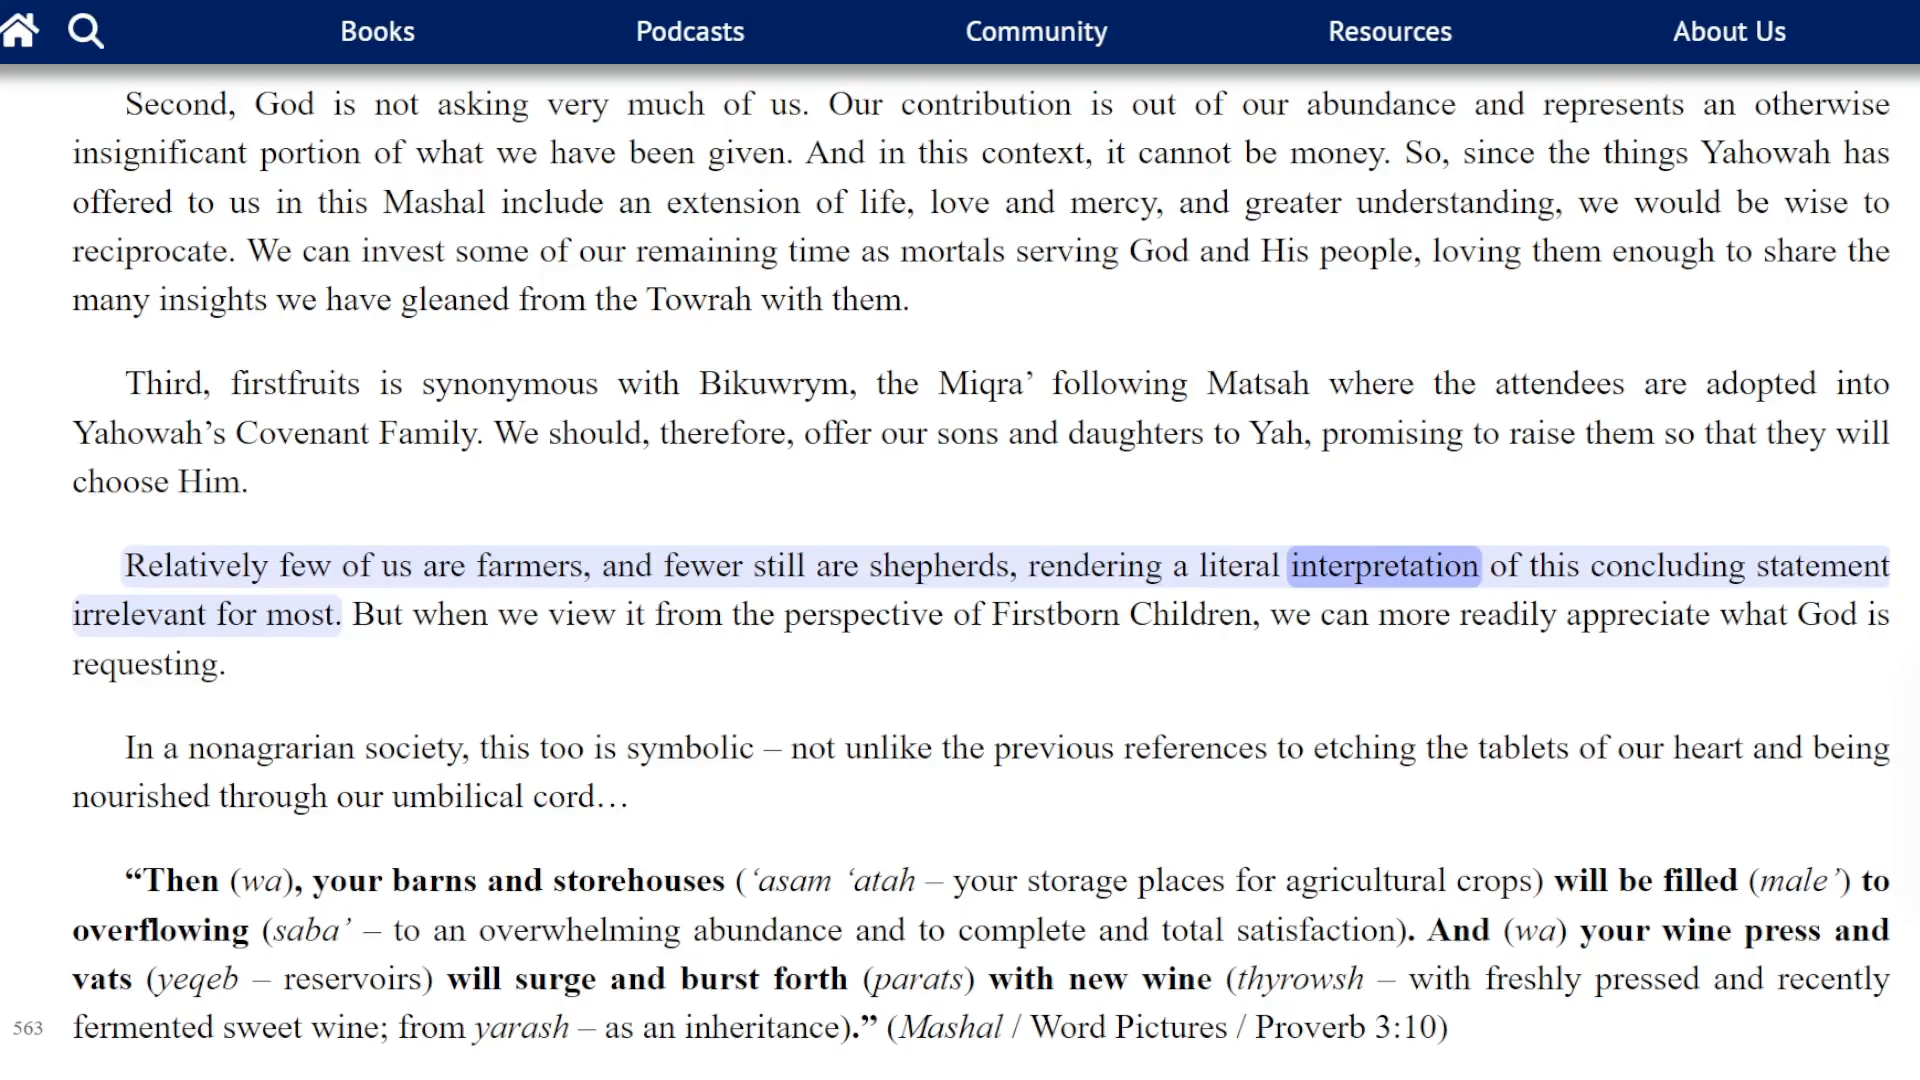 Books Podcasts Community Resources About Us
Second, God is not asking very much of us. Our contribution is out of our abundance and represents an otherwise
insignificant portion of what we have been given. And in this context, it cannot be money. So, since the things Yahowah has
offered to us in this Mashal include an extension of life, love and mercy, and greater understanding, we would be wise to
reciprocate. We can invest some of our remaining time as mortals serving God and His people, loving them enough to share the
many insights we have gleaned from the Towrah with them.
Third, firstfruits is synonymous with Bikuwrym, the Miqra’ following Matsah where the attendees are adopted into
Yahowah’s Covenant Family. We should, therefore, offer our sons and daughters to Yah, promising to raise them so that they will
choose Him.
Relatively few of us are farmers, and fewer still are shepherds, rendering a literal interpretation of this concluding statement
irrelevant for most. But when we view it from the perspective of Firstborn Children, we can more readily appreciate what God is
requesting.
In a nonagrarian society, this too is symbolic – not unlike the previous references to etching the tablets of our heart and being
nourished through our umbilical cord…
“Then (wa), your barns and storehouses (‘asam ‘atah – your storage places for agricultural crops) will be filled (male’) to
overflowing (saba’ – to an overwhelming abundance and to complete and total satisfaction). And (wa) your wine press and
vats (yeqeb – reservoirs) will surge and burst forth (parats) with new wine (thyrowsh – with freshly pressed and recently
563 fermented sweet wine; from yarash – as an inheritance).” (Mashal / Word Pictures / Proverb 3:10)